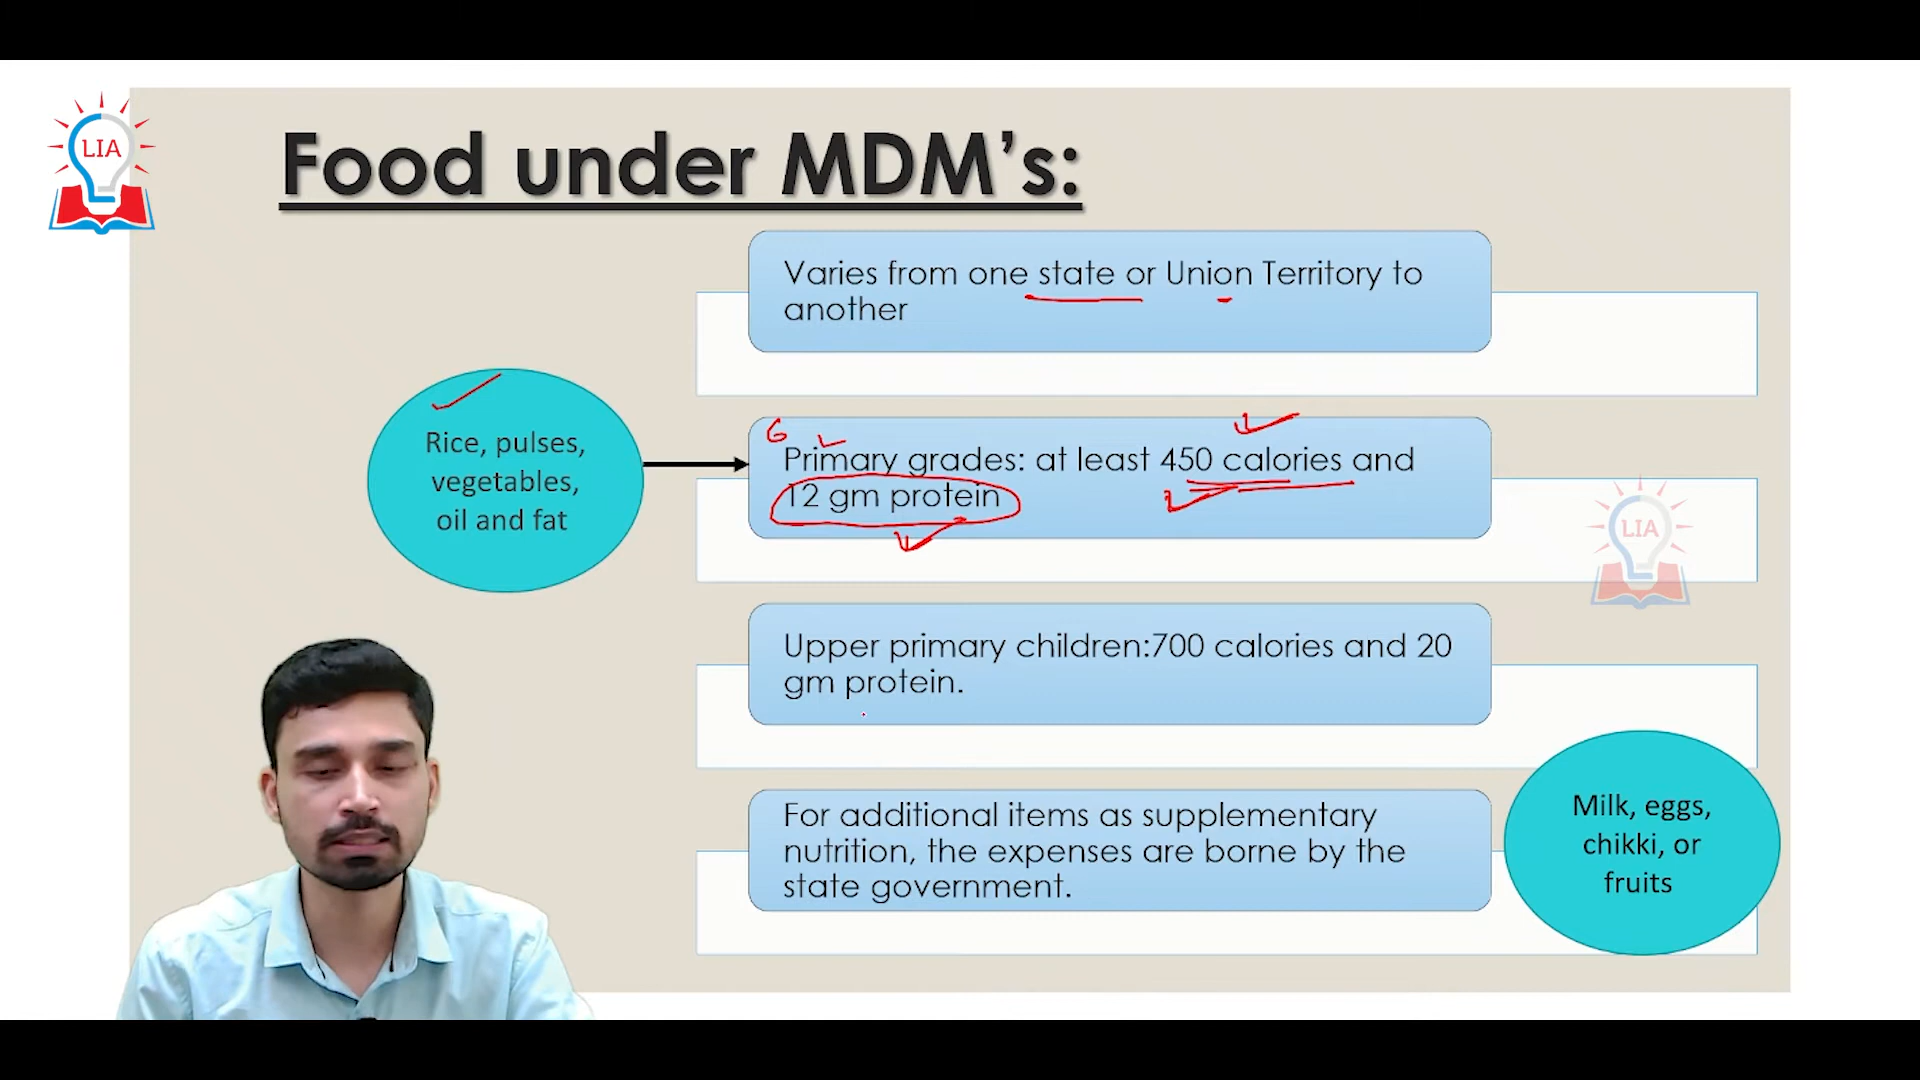 LIA
Food under MDM's:
Varies from one state or Union Territory to
another
Rice, pulses,
vegetables,
oil and fat
6
Primary grades: at least 450 calories and
12 gm protein
LIA
Upper primary children:700 calories and 20
gm protein.
For additional items as supplementary
nutrition, the expenses are borne by the
state government.
Milk, eggs,
chikki, or
fruits